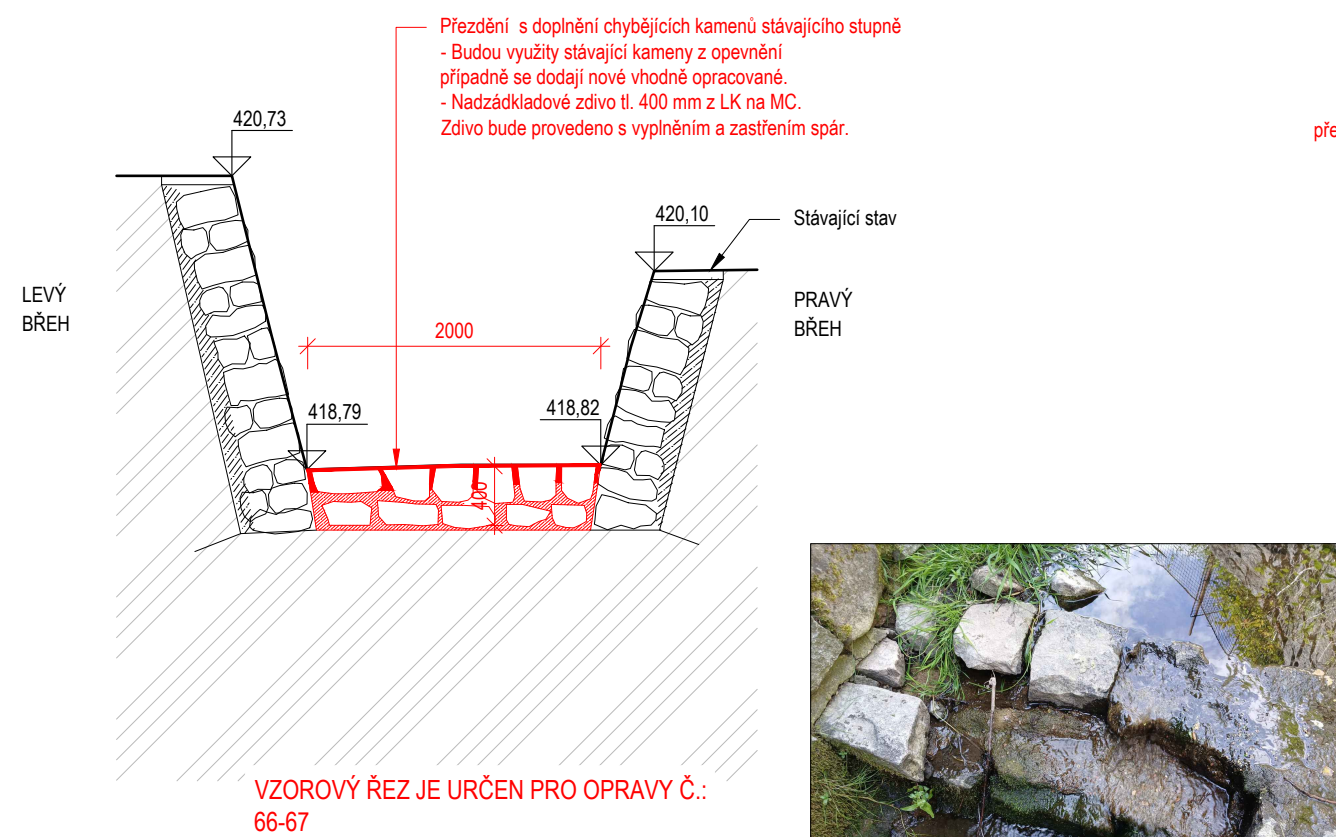 Přezdění s doplnění chybějících kamenů stávajícího stupně
- Budou využity stávající kameny z opevnění
případně se dodají nové vhodně opracované.
- Nadzádkladové zdivo tl. 400 mm z LK na MC.
Zdivo bude provedeno s vyplněním a zastřením spár.
pře
420,73
420,10
Stávající stav
LEVÝ
BŘEH
PRAVÝ
BŘEH
2000
418,79
418,82
400
VZOROVÝ ŘEZ JE URČEN PRO OPRAVY Č.:
66-67